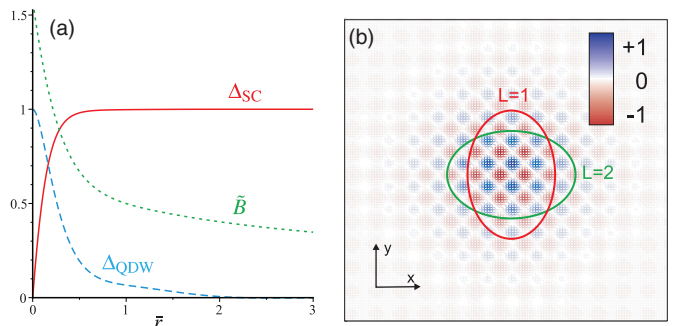 (a)
1.5
1
0.5
0
Δ_SC
B̃
Δ_QDW
0 1 2 3
r̄
(b)
+1
0
-1
L=1
L=2
y
x